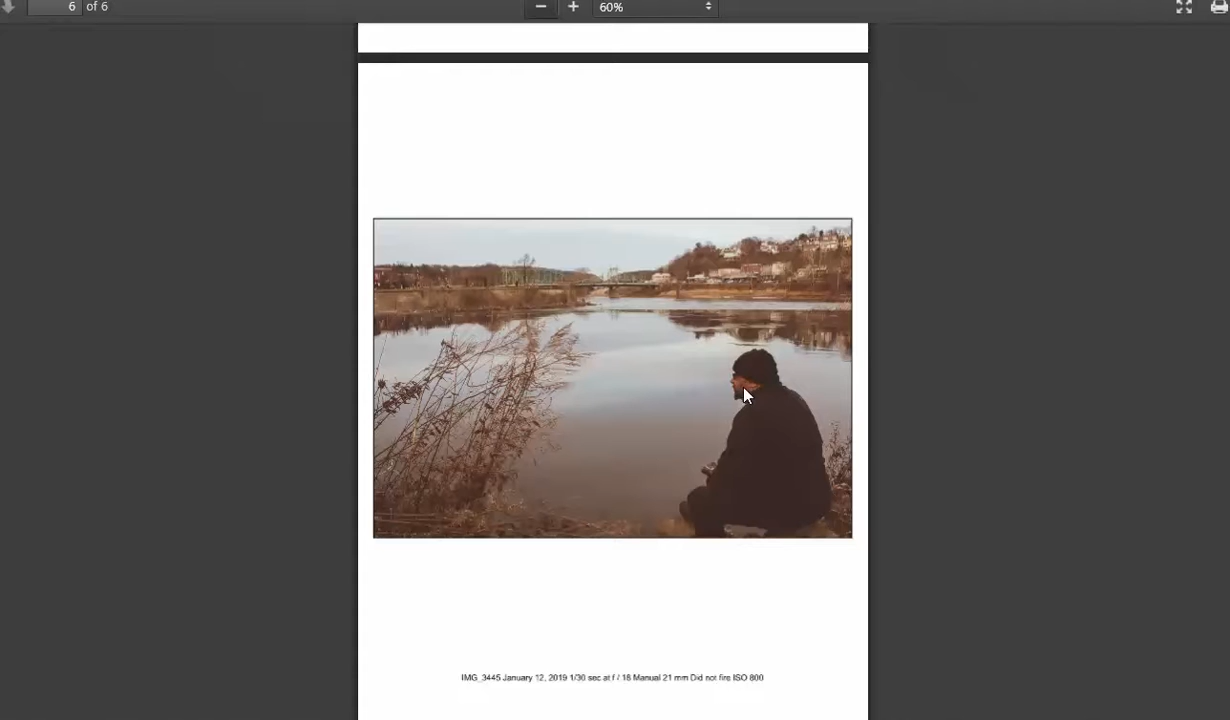 6 of 6
60%
IMG_3445 January 12, 2019 1/30 sec at f / 18 Manual 21 mm Did not fire ISO 800